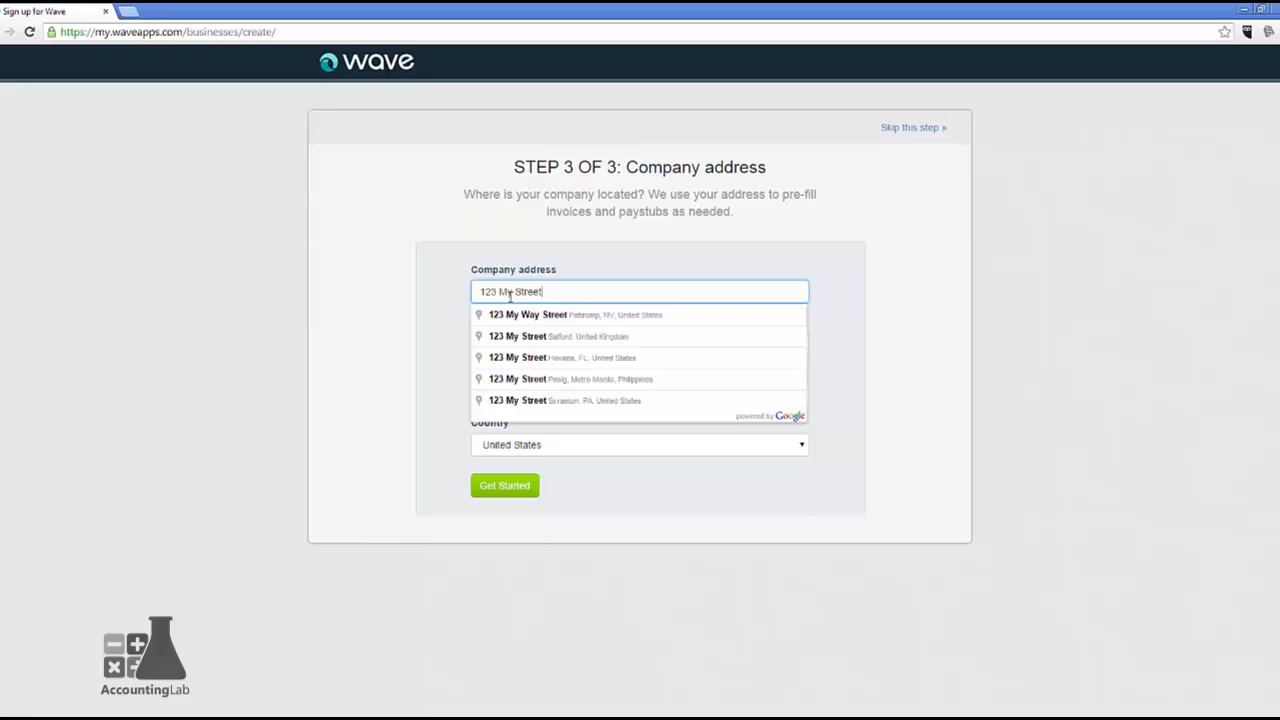 Sign up for Wave
https://my.waveapps.com/businesses/create/
wave
Skip this step »
STEP 3 OF 3: Company address
Where is your company located? We use your address to pre-fill
invoices and paystubs as needed.
Company address
123 My Street
123 My Way Street Pahrump, NV, United States
123 My Street Salford, United Kingdom
123 My Street Havana, FL, United States
123 My Street Pasig, Metro Manila, Philippines
123 My Street Scranton, PA, United States
powered by Google
Country
United States
Get Started
AccountingLab